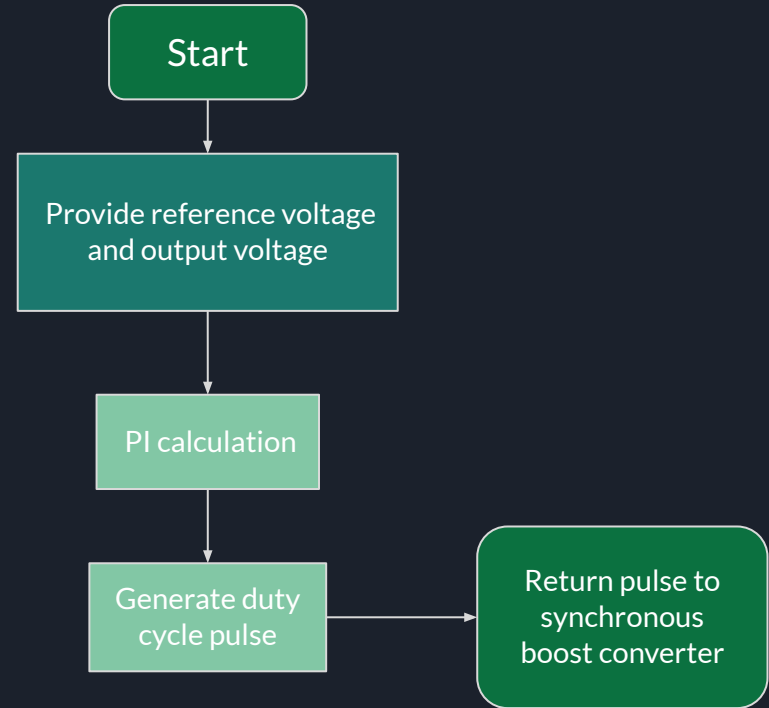 Start
Provide reference voltage
and output voltage
PI calculation
Generate duty
cycle pulse
Return pulse to
synchronous
boost converter